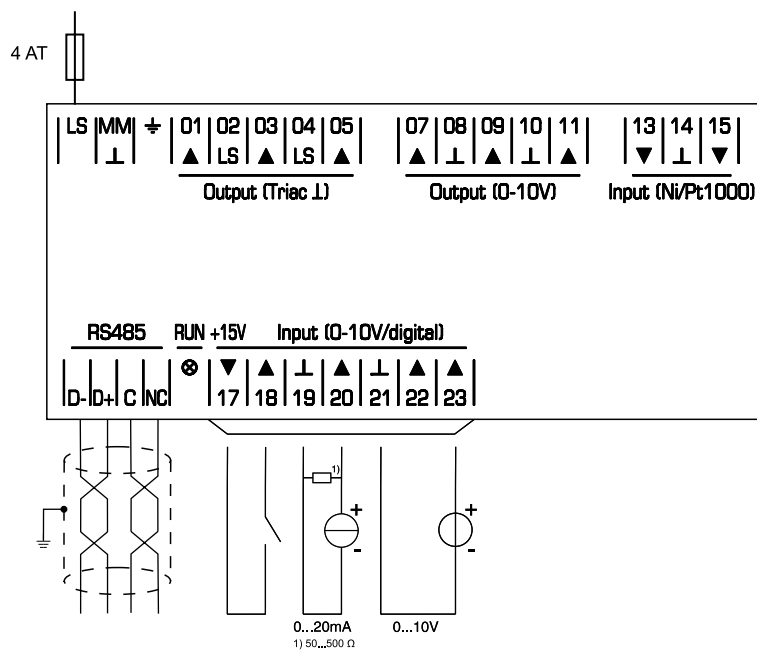 4 AT
LS MM 01 02 03 04 05 07 08 09 10 11 13 14 15
LS LS
Output (Triac ⊥) Output (0-10V) Input (Ni/Pt1000)
RS485 RUN +15V Input (0-10V/digital)
D- D+ C NC 17 18 19 20 21 22 23
1)
+ +
- -
0...20mA 0...10V
1) 50...500 Ω